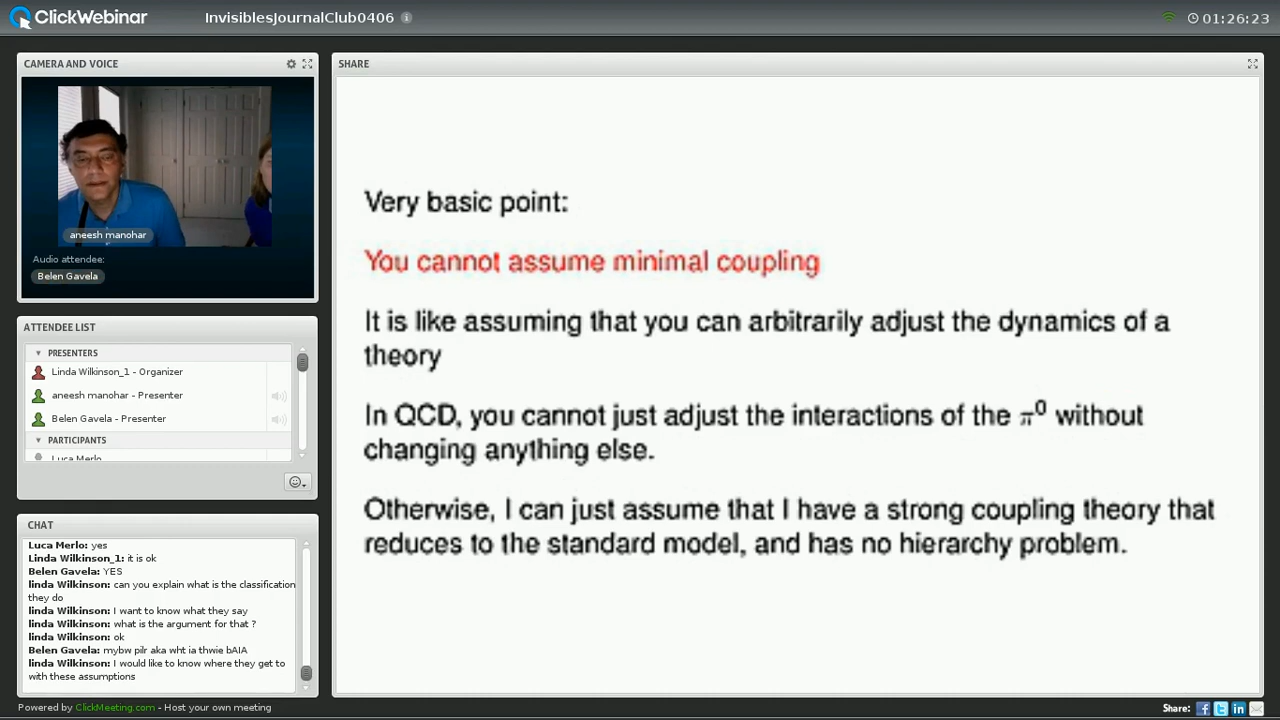 ClickWebinar
InvisiblesJournalClub0406
01:26:23
CAMERA AND VOICE
aneesh manohar
Audio attendee:
Belen Gavela
ATTENDEE LIST
PRESENTERS
Linda Wilkinson_1 - Organizer
aneesh manohar - Presenter
Belen Gavela - Presenter
PARTICIPANTS
Luca Merlo
CHAT
Luca Merlo: yes
Linda Wilkinson_1: it is ok
Belen Gavela: YES
linda Wilkinson: can you explain what is the classification
they do
linda Wilkinson: I want to know what they say
linda Wilkinson: what is the argument for that ?
linda Wilkinson: ok
Belen Gavela: mybw pilr aka wht ia thwie bAIA
linda Wilkinson: I would like to know where they get to
with these assumptions
SHARE
Very basic point:
You cannot assume minimal coupling
It is like assuming that you can arbitrarily adjust the dynamics of a
theory
In QCD, you cannot just adjust the interactions of the π⁰ without
changing anything else.
Otherwise, I can just assume that I have a strong coupling theory that
reduces to the standard model, and has no hierarchy problem.
Powered by ClickMeeting.com - Host your own meeting
Share: